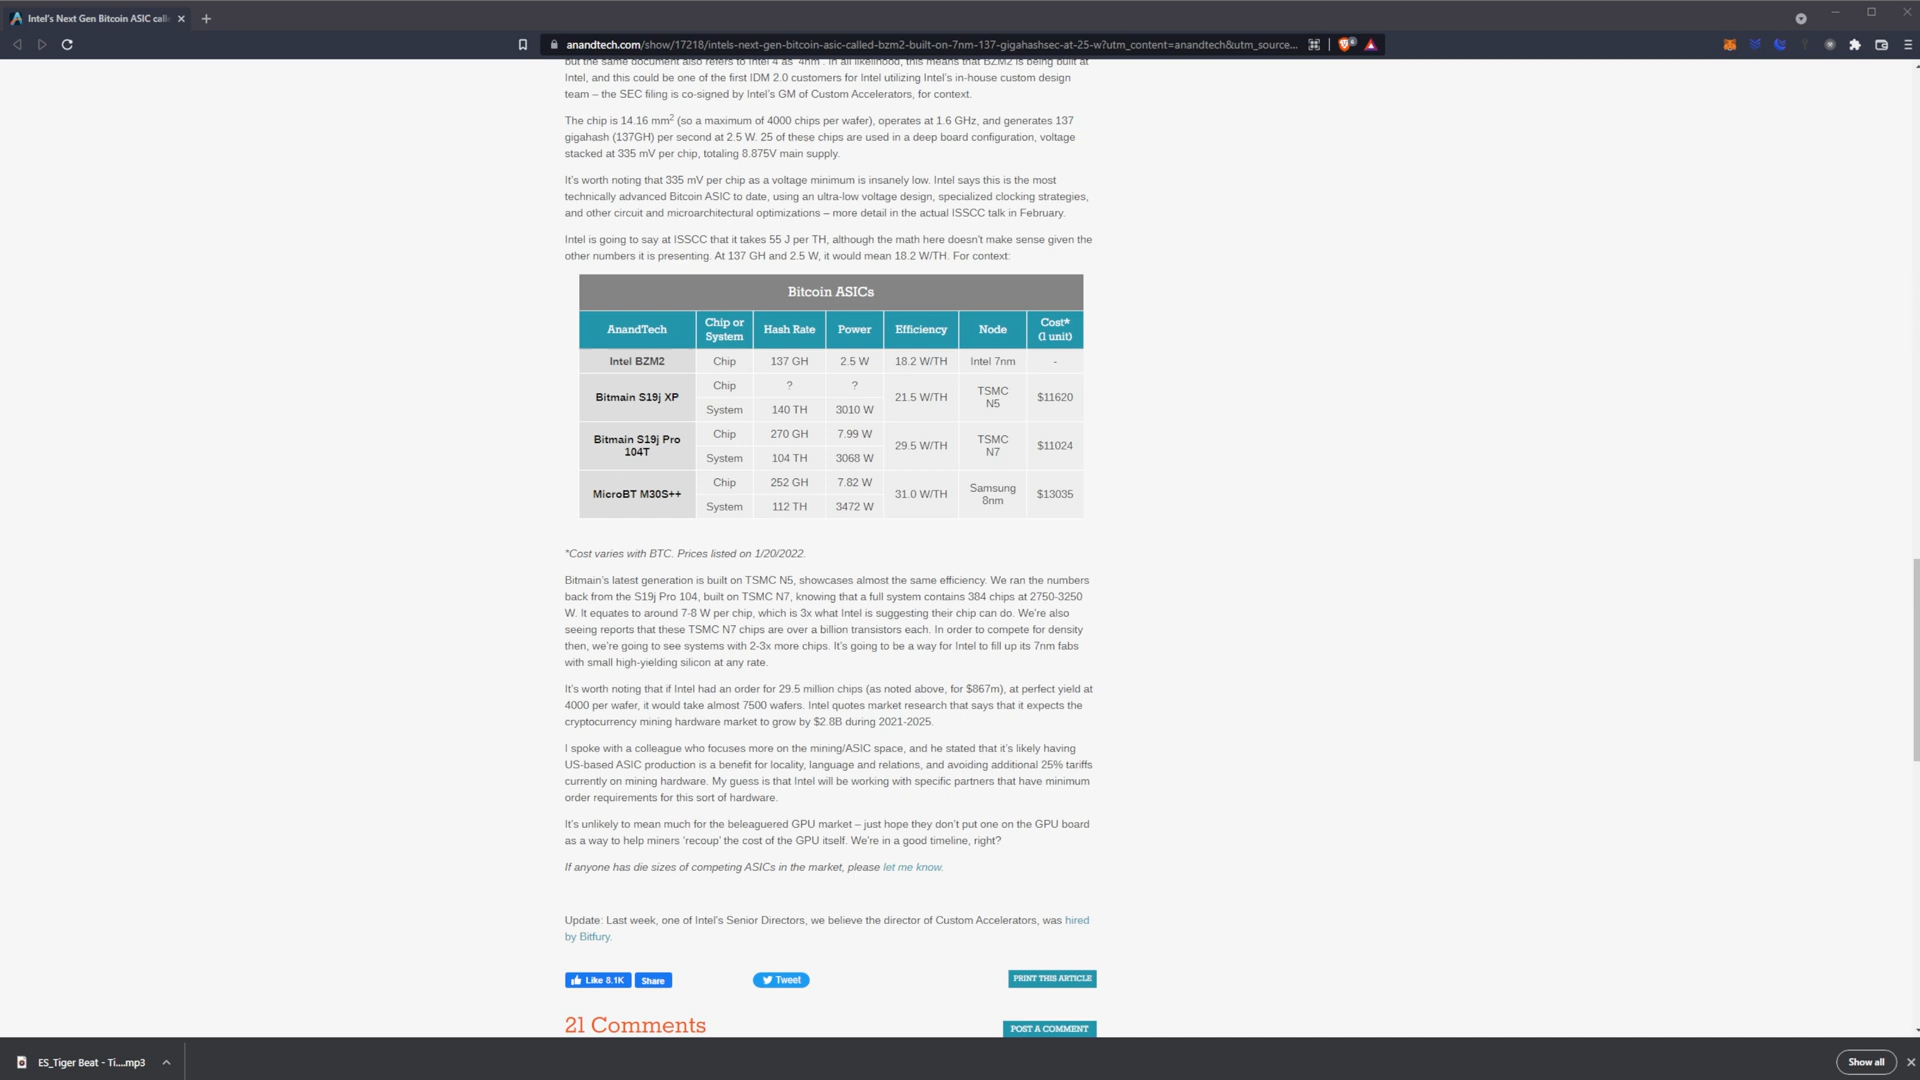 Intel's Next Gen Bitcoin ASIC call
anandtech.com/show/17218/intels-next-gen-bitcoin-asic-called-bzm2-built-on-7nm-137-gigahashsec-at-25-w?utm_content=anandtech&utm_source...
but the same document also refers to Intel 4 as "4nm". In all likelihood, this means that BZM2 is being built at
Intel, and this could be one of the first IDM 2.0 customers for Intel utilizing Intel's in-house custom design
team – the SEC filing is co-signed by Intel's GM of Custom Accelerators, for context.
The chip is 14.16 mm2 (so a maximum of 4000 chips per wafer), operates at 1.6 GHz, and generates 137
gigahash (137GH) per second at 2.5 W. 25 of these chips are used in a deep board configuration, voltage
stacked at 335 mV per chip, totaling 8.875V main supply.
It's worth noting that 335 mV per chip as a voltage minimum is insanely low. Intel says this is the most
technically advanced Bitcoin ASIC to date, using an ultra-low voltage design, specialized clocking strategies,
and other circuit and microarchitectural optimizations – more detail in the actual ISSCC talk in February.
Intel is going to say at ISSCC that it takes 55 J per TH, although the math here doesn't make sense given the
other numbers it is presenting. At 137 GH and 2.5 W, it would mean 18.2 W/TH. For context:
Bitcoin ASICs
AnandTech Chip or System Hash Rate Power Efficiency Node Cost* (1 unit)
Intel BZM2 Chip 137 GH 2.5 W 18.2 W/TH Intel 7nm -
Bitmain S19j XP Chip ? ? 21.5 W/TH TSMC N5 $11620
System 140 TH 3010 W
Bitmain S19j Pro 104T Chip 270 GH 7.99 W 29.5 W/TH TSMC N7 $11024
System 104 TH 3068 W
MicroBT M30S++ Chip 252 GH 7.82 W 31.0 W/TH Samsung 8nm $13035
System 112 TH 3472 W
*Cost varies with BTC. Prices listed on 1/20/2022.
Bitmain's latest generation is built on TSMC N5, showcases almost the same efficiency. We ran the numbers
back from the S19j Pro 104, built on TSMC N7, knowing that a full system contains 384 chips at 2750-3250
W. It equates to around 7-8 W per chip, which is 3x what Intel is suggesting their chip can do. We're also
seeing reports that these TSMC N7 chips are over a billion transistors each. In order to compete for density
then, we're going to see systems with 2-3x more chips. It's going to be a way for Intel to fill up its 7nm fabs
with small high-yielding silicon at any rate.
It's worth noting that if Intel had an order for 29.5 million chips (as noted above, for $867m), at perfect yield at
4000 per wafer, it would take almost 7500 wafers. Intel quotes market research that says that it expects the
cryptocurrency mining hardware market to grow by $2.8B during 2021-2025.
I spoke with a colleague who focuses more on the mining/ASIC space, and he stated that it's likely having
US-based ASIC production is a benefit for locality, language and relations, and avoiding additional 25% tariffs
currently on mining hardware. My guess is that Intel will be working with specific partners that have minimum
order requirements for this sort of hardware.
It's unlikely to mean much for the beleaguered GPU market – just hope they don't put one on the GPU board
as a way to help miners 'recoup' the cost of the GPU itself. We're in a good timeline, right?
If anyone has die sizes of competing ASICs in the market, please let me know.
Update: Last week, one of Intel's Senior Directors, we believe the director of Custom Accelerators, was hired
by Bitfury.
Like 8.1K Share Tweet PRINT THIS ARTICLE
21 Comments POST A COMMENT
ES_Tiger Beat - Ti....mp3 Show all